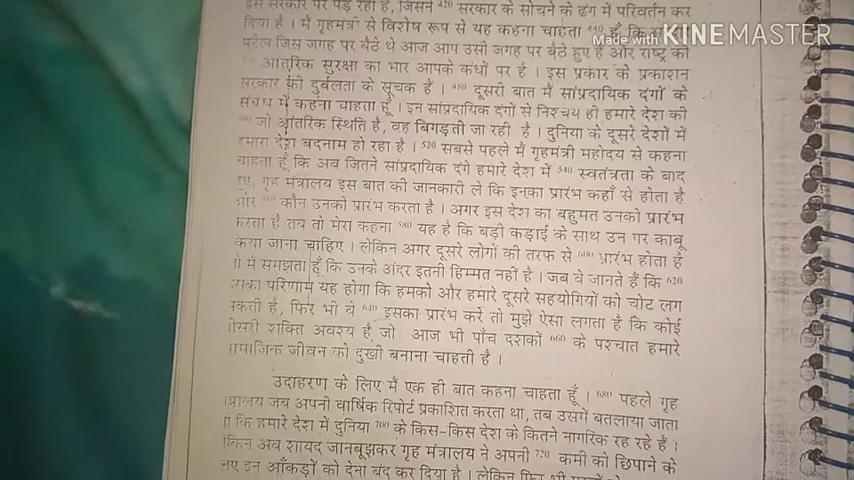 इस सरकार पर पड़ रहा है, जिसने 420 सरकार के सोचने के ढंग में परिवर्तन कर
दिया है । मैं गृहमंत्री से विशेष रूप से यह कहना चाहता 440 हूँ, कि
पटेल जिस जगह पर बैठे थे आज आप उसी जगह पर बैठे हुए हैं और राष्ट्र की
आंतरिक सुरक्षा का भार आपके कंधों पर है । इस प्रकार के प्रकाशन
सरकार की दुर्बलता के सूचक हैं । 480 दूसरी बात मैं सांप्रदायिक दंगों के
संबंध में कहना चाहता हूँ । इन सांप्रदायिक दंगों से निश्चय ही हमारे देश की
जो आंतरिक स्थिति है, वह बिगड़ती जा रही है । दुनिया के दूसरे देशों में
हमारा देश बदनाम हो रहा है । 520 सबसे पहले मैं गृहमंत्री महोदय से कहना
चाहता हूँ कि अब जितने सांप्रदायिक दंगे हमारे देश में 540 स्वतंत्रता के बाद
हुए, गृह मंत्रालय इस बात की जानकारी ले कि इनका प्रारंभ कहाँ से होता है
और 560 कौन उनको प्रारंभ करता है । अगर इस देश का बहुमत उनको प्रारंभ
करता है तब तो मेरा कहना 580 यह है कि बड़ी कड़ाई के साथ उन पर काबू
किया जाना चाहिए । लेकिन अगर दूसरे लोगों की तरफ से 600 प्रारंभ होता है
तो मैं समझता हूँ कि उनके अंदर इतनी हिम्मत नहीं है । जब वे जानते हैं कि 620
इसका परिणाम यह होगा कि हमको और हमारे दूसरे सहयोगियों को चोट लग
सकती है, फिर भी वे 640 इसका प्रारंभ करें तो मुझे ऐसा लगता है कि कोई
तीसरी शक्ति अवश्य है जो आज भी पाँच दशकों 660 के पश्चात हमारे
सामाजिक जीवन को दुखी बनाना चाहती है ।
उदाहरण के लिए मैं एक ही बात कहना चाहता हूँ । 680 पहले गृह
मंत्रालय जब अपनी वार्षिक रिपोर्ट प्रकाशित करता था, तब उसमें बतलाया जाता
था कि हमारे देश में दुनिया 700 के किस-किस देश के कितने नागरिक रह रहे हैं ।
लेकिन अब शायद जानबूझकर गृह मंत्रालय ने अपनी 720 कमी को छिपाने के
लिए इन आँकड़ों को देना बंद कर दिया है । लेकिन फिर भी
Made with KINEMASTER